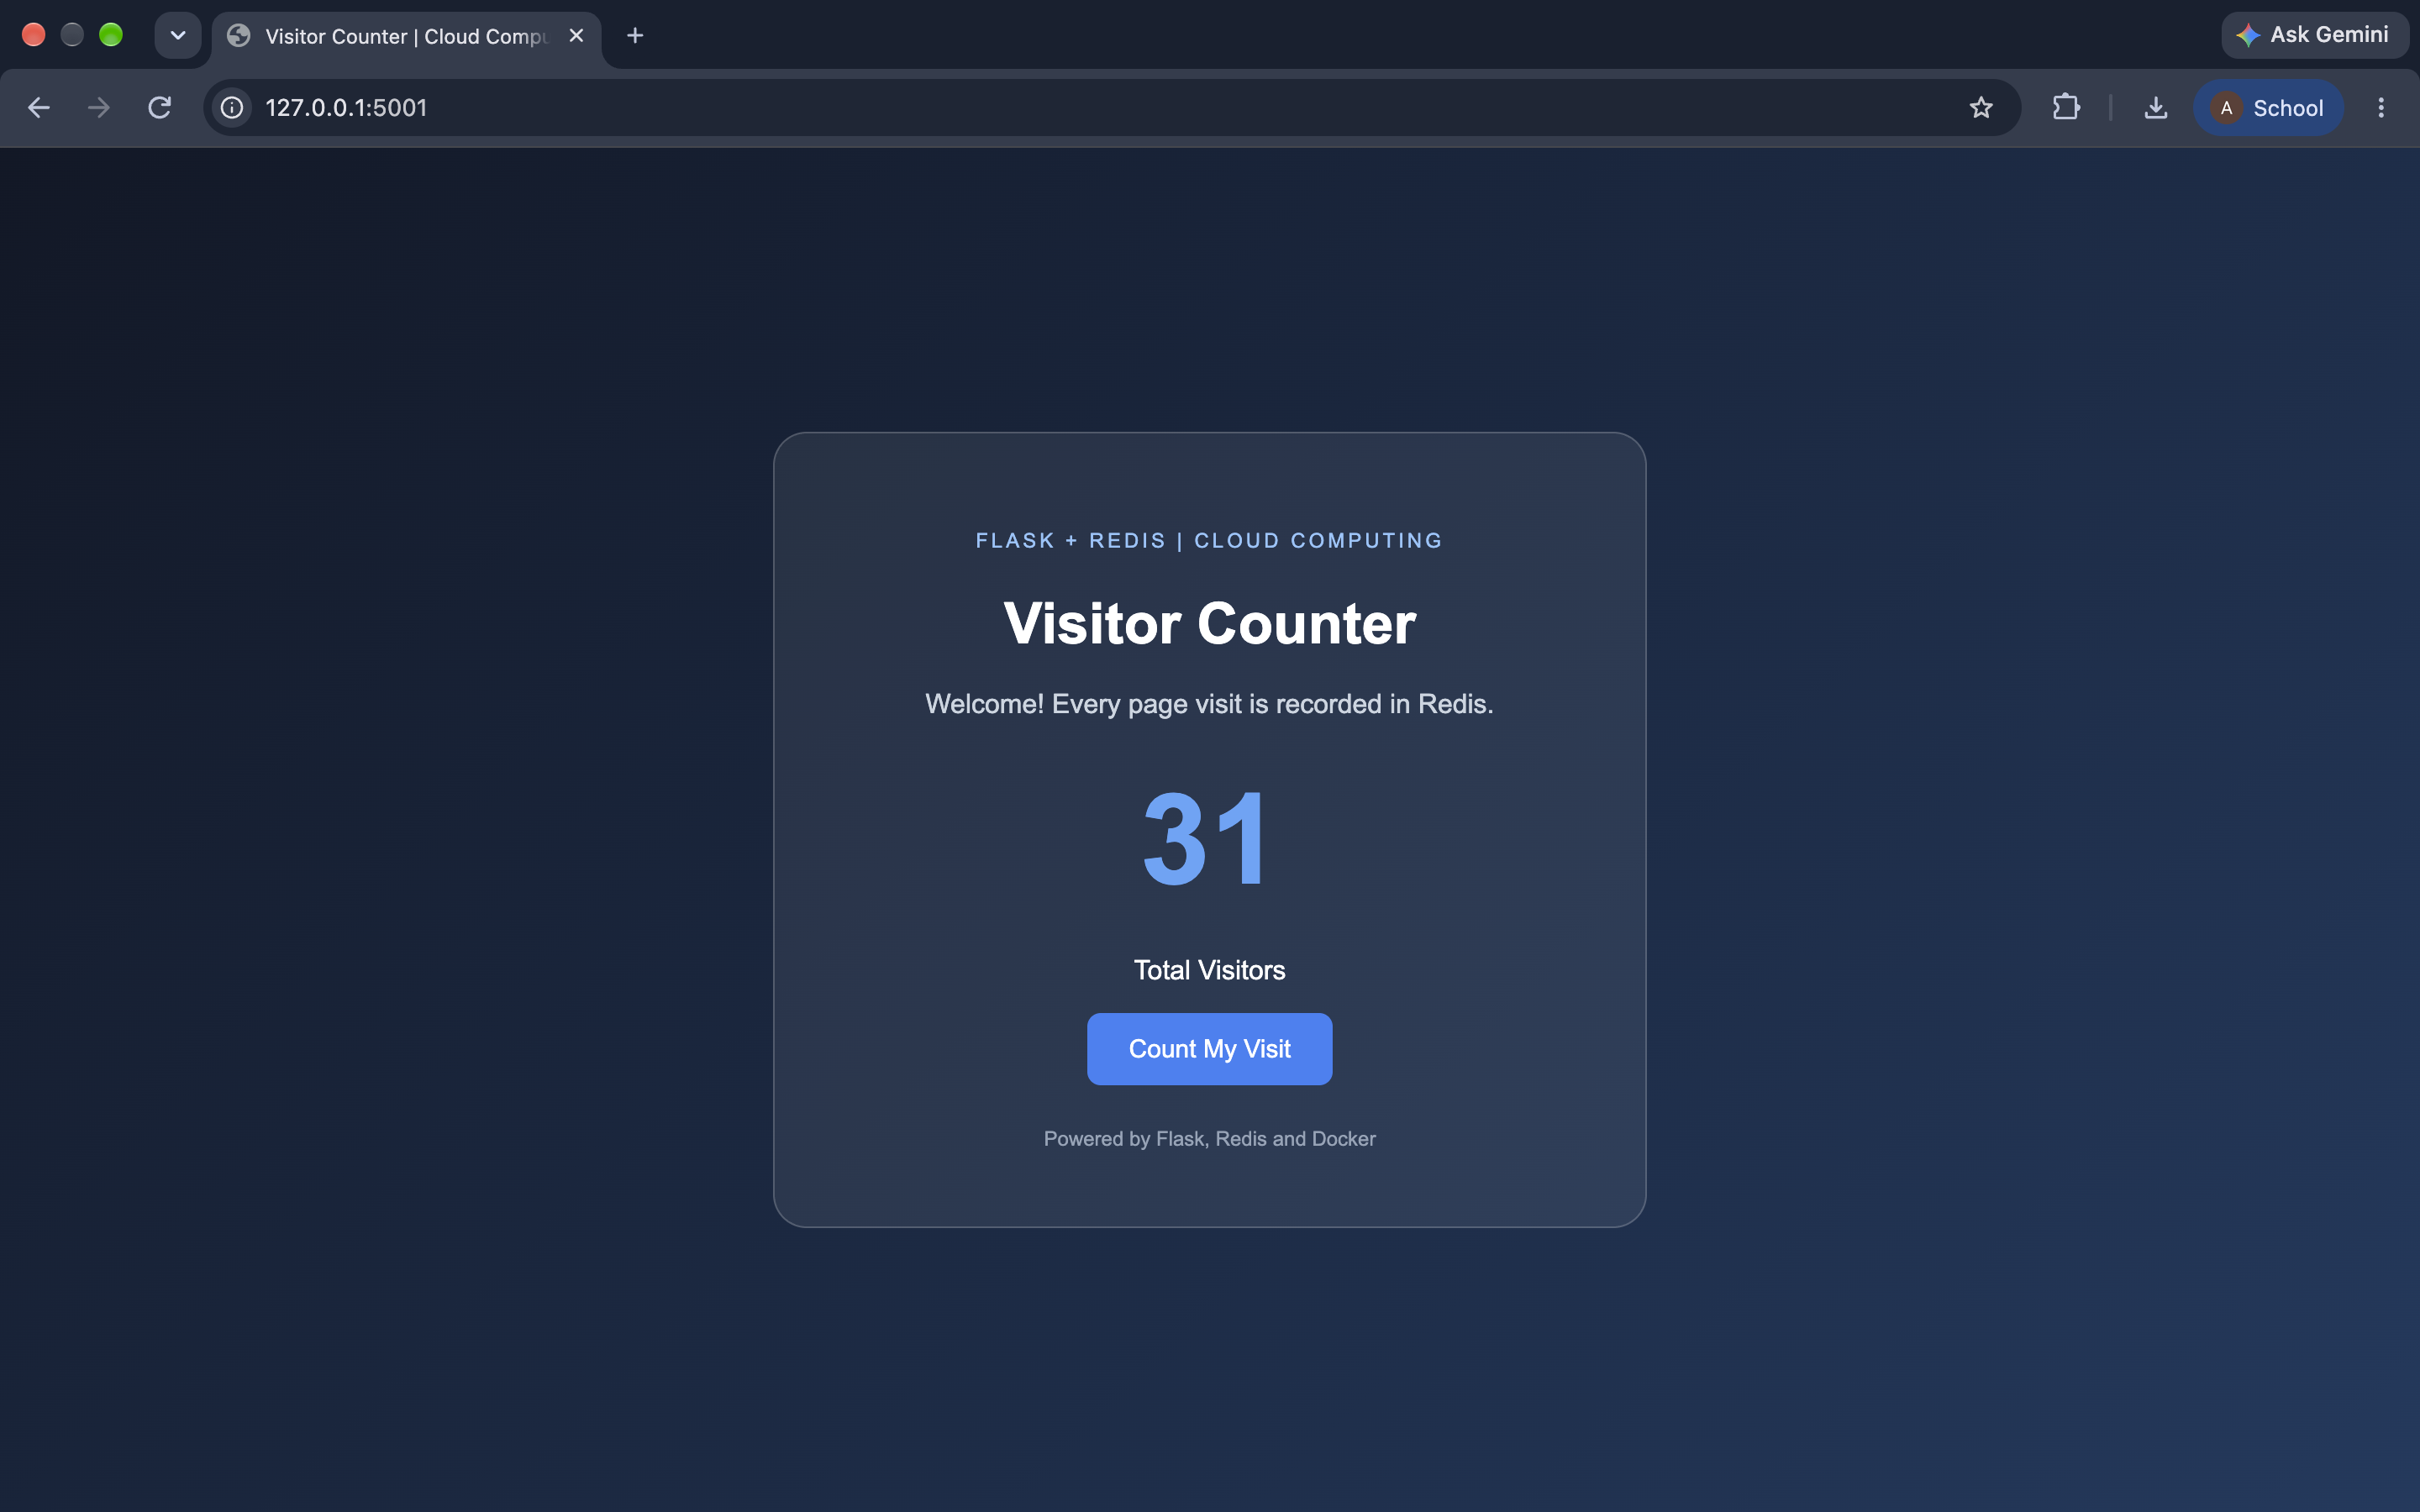 Visitor Counter | Cloud Comp
Ask Gemini
127.0.0.1:5001
A School
FLASK + REDIS | CLOUD COMPUTING
Visitor Counter
Welcome! Every page visit is recorded in Redis.
31
Total Visitors
Count My Visit
Powered by Flask, Redis and Docker